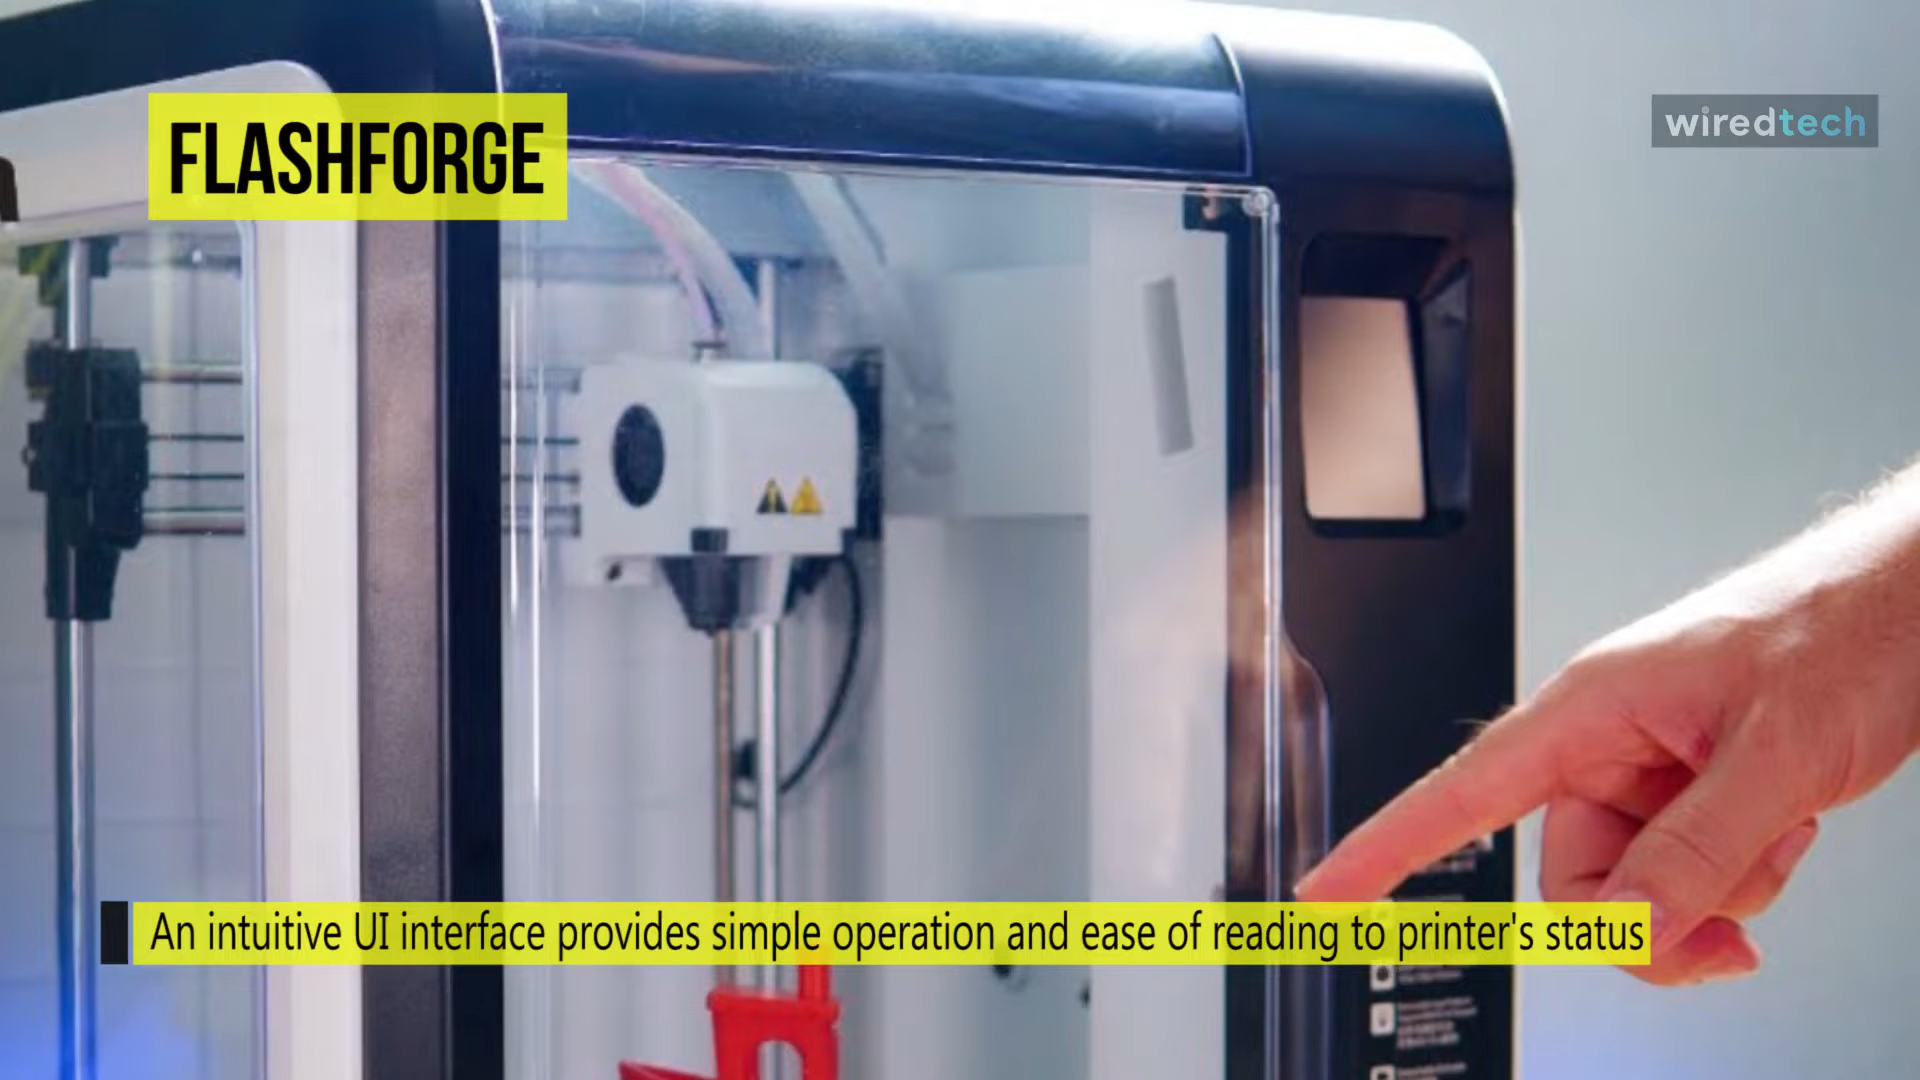 FLASHFORGE
wiredtech
An intuitive UI interface provides simple operation and ease of reading to printer's status